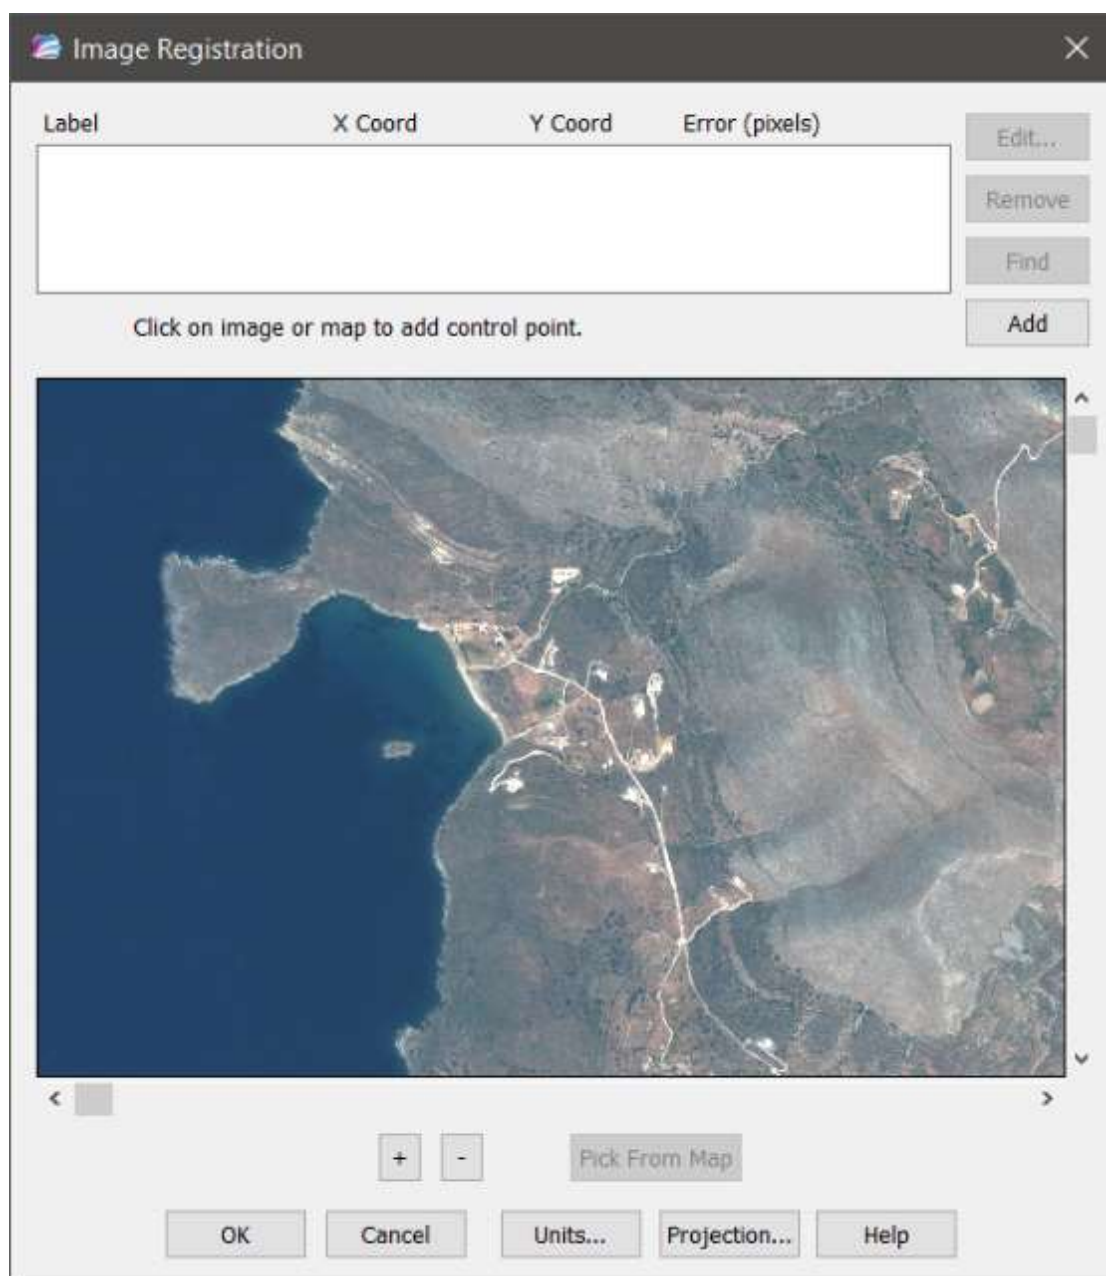 Image Registration
Label X Coord Y Coord Error (pixels)
Edit...
Remove
Find
Click on image or map to add control point.
Add
+ - Pick From Map
OK Cancel Units... Projection... Help